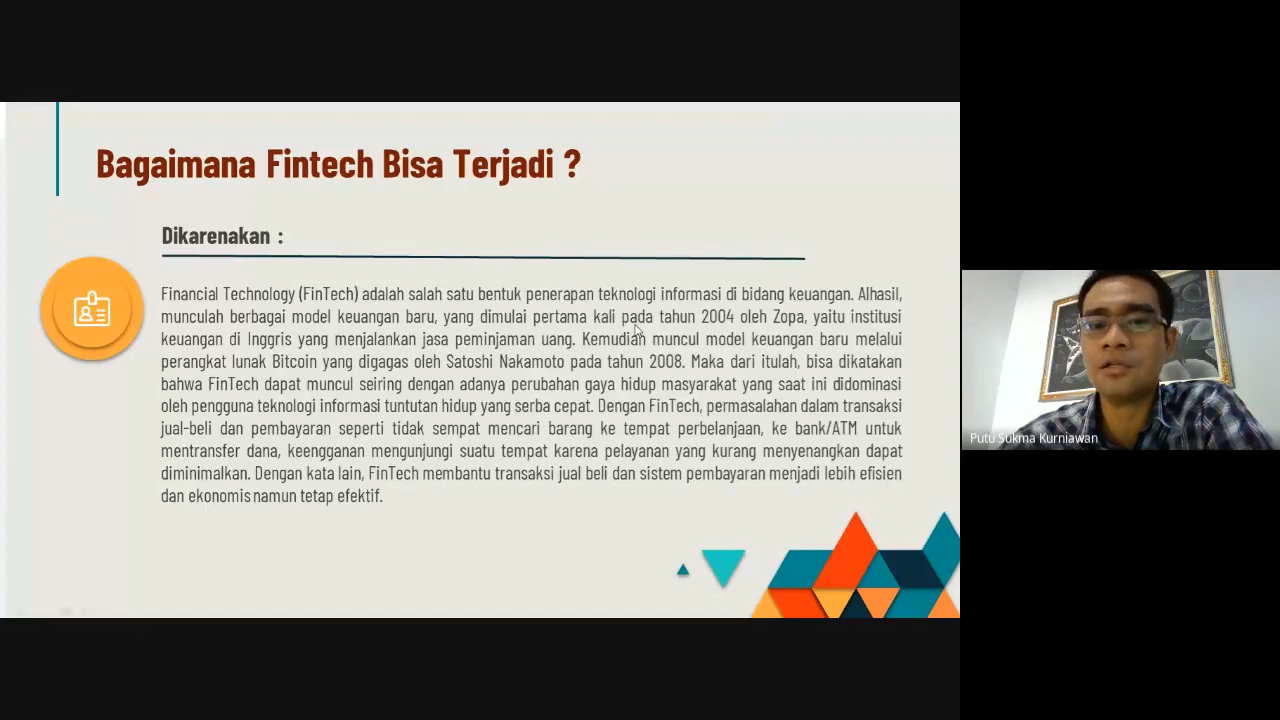 Bagaimana Fintech Bisa Terjadi ?
Dikarenakan :
Financial Technology (FinTech) adalah salah satu bentuk penerapan teknologi informasi di bidang keuangan. Alhasil,
munculah berbagai model keuangan baru, yang dimulai pertama kali pada tahun 2004 oleh Zopa, yaitu institusi
keuangan di Inggris yang menjalankan jasa peminjaman uang. Kemudian muncul model keuangan baru melalui
perangkat lunak Bitcoin yang digagas oleh Satoshi Nakamoto pada tahun 2008. Maka dari itulah, bisa dikatakan
bahwa FinTech dapat muncul seiring dengan adanya perubahan gaya hidup masyarakat yang saat ini didominasi
oleh pengguna teknologi informasi tuntutan hidup yang serba cepat. Dengan FinTech, permasalahan dalam transaksi
jual-beli dan pembayaran seperti tidak sempat mencari barang ke tempat perbelanjaan, ke bank/ATM untuk
mentransfer dana, keengganan mengunjungi suatu tempat karena pelayanan yang kurang menyenangkan dapat
diminimalkan. Dengan kata lain, FinTech membantu transaksi jual beli dan sistem pembayaran menjadi lebih efisien
dan ekonomis namun tetap efektif.
Putu Sukma Kurniawan